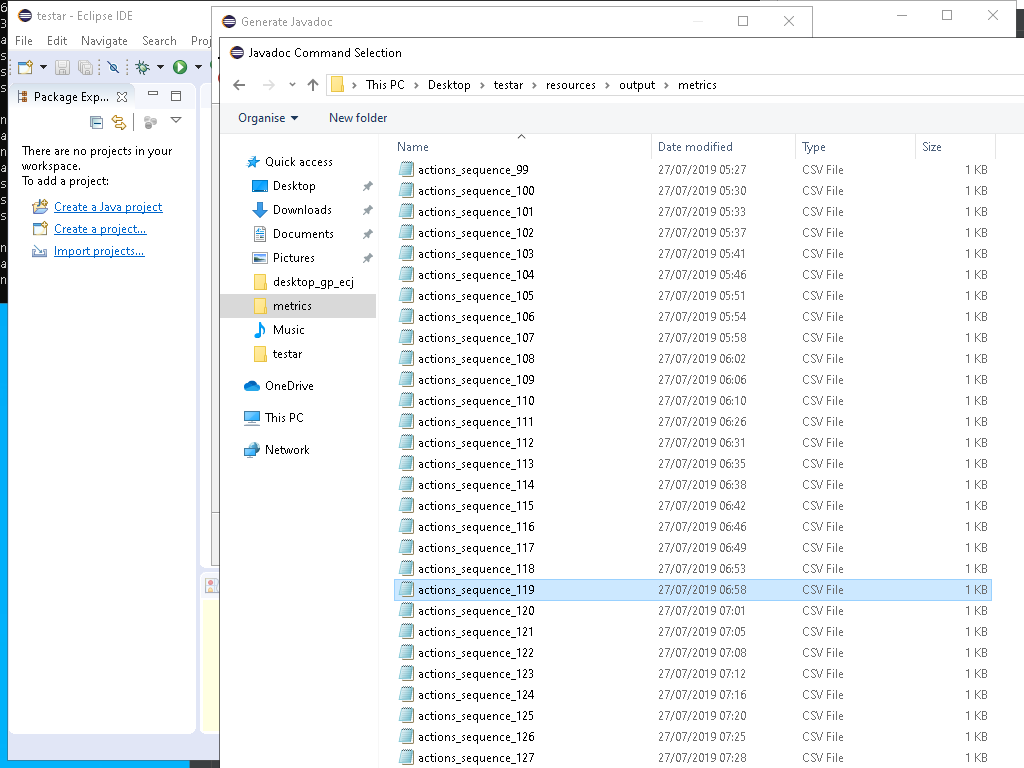 testar - Eclipse IDE
File Edit Navigate Search Proj
Package Exp...
There are no projects in your
workspace.
To add a project:
Create a Java project
Create a project...
Import projects...
Generate Javadoc
Javadoc Command Selection
This PC > Desktop > testar > resources > output > metrics
Organise New folder
Quick access
Desktop
Downloads
Documents
Pictures
desktop_gp_ecj
metrics
Music
testar
OneDrive
This PC
Network
Name Date modified Type Size
actions_sequence_99 27/07/2019 05:27 CSV File 1 KB
actions_sequence_100 27/07/2019 05:30 CSV File 1 KB
actions_sequence_101 27/07/2019 05:33 CSV File 1 KB
actions_sequence_102 27/07/2019 05:37 CSV File 1 KB
actions_sequence_103 27/07/2019 05:41 CSV File 1 KB
actions_sequence_104 27/07/2019 05:46 CSV File 1 KB
actions_sequence_105 27/07/2019 05:51 CSV File 1 KB
actions_sequence_106 27/07/2019 05:54 CSV File 1 KB
actions_sequence_107 27/07/2019 05:58 CSV File 1 KB
actions_sequence_108 27/07/2019 06:02 CSV File 1 KB
actions_sequence_109 27/07/2019 06:06 CSV File 1 KB
actions_sequence_110 27/07/2019 06:10 CSV File 1 KB
actions_sequence_111 27/07/2019 06:26 CSV File 1 KB
actions_sequence_112 27/07/2019 06:31 CSV File 1 KB
actions_sequence_113 27/07/2019 06:35 CSV File 1 KB
actions_sequence_114 27/07/2019 06:38 CSV File 1 KB
actions_sequence_115 27/07/2019 06:42 CSV File 1 KB
actions_sequence_116 27/07/2019 06:46 CSV File 1 KB
actions_sequence_117 27/07/2019 06:49 CSV File 1 KB
actions_sequence_118 27/07/2019 06:53 CSV File 1 KB
actions_sequence_119 27/07/2019 06:58 CSV File 1 KB
actions_sequence_120 27/07/2019 07:01 CSV File 1 KB
actions_sequence_121 27/07/2019 07:05 CSV File 1 KB
actions_sequence_122 27/07/2019 07:08 CSV File 1 KB
actions_sequence_123 27/07/2019 07:12 CSV File 1 KB
actions_sequence_124 27/07/2019 07:16 CSV File 1 KB
actions_sequence_125 27/07/2019 07:20 CSV File 1 KB
actions_sequence_126 27/07/2019 07:25 CSV File 1 KB
actions_sequence_127 27/07/2019 07:28 CSV File 1 KB